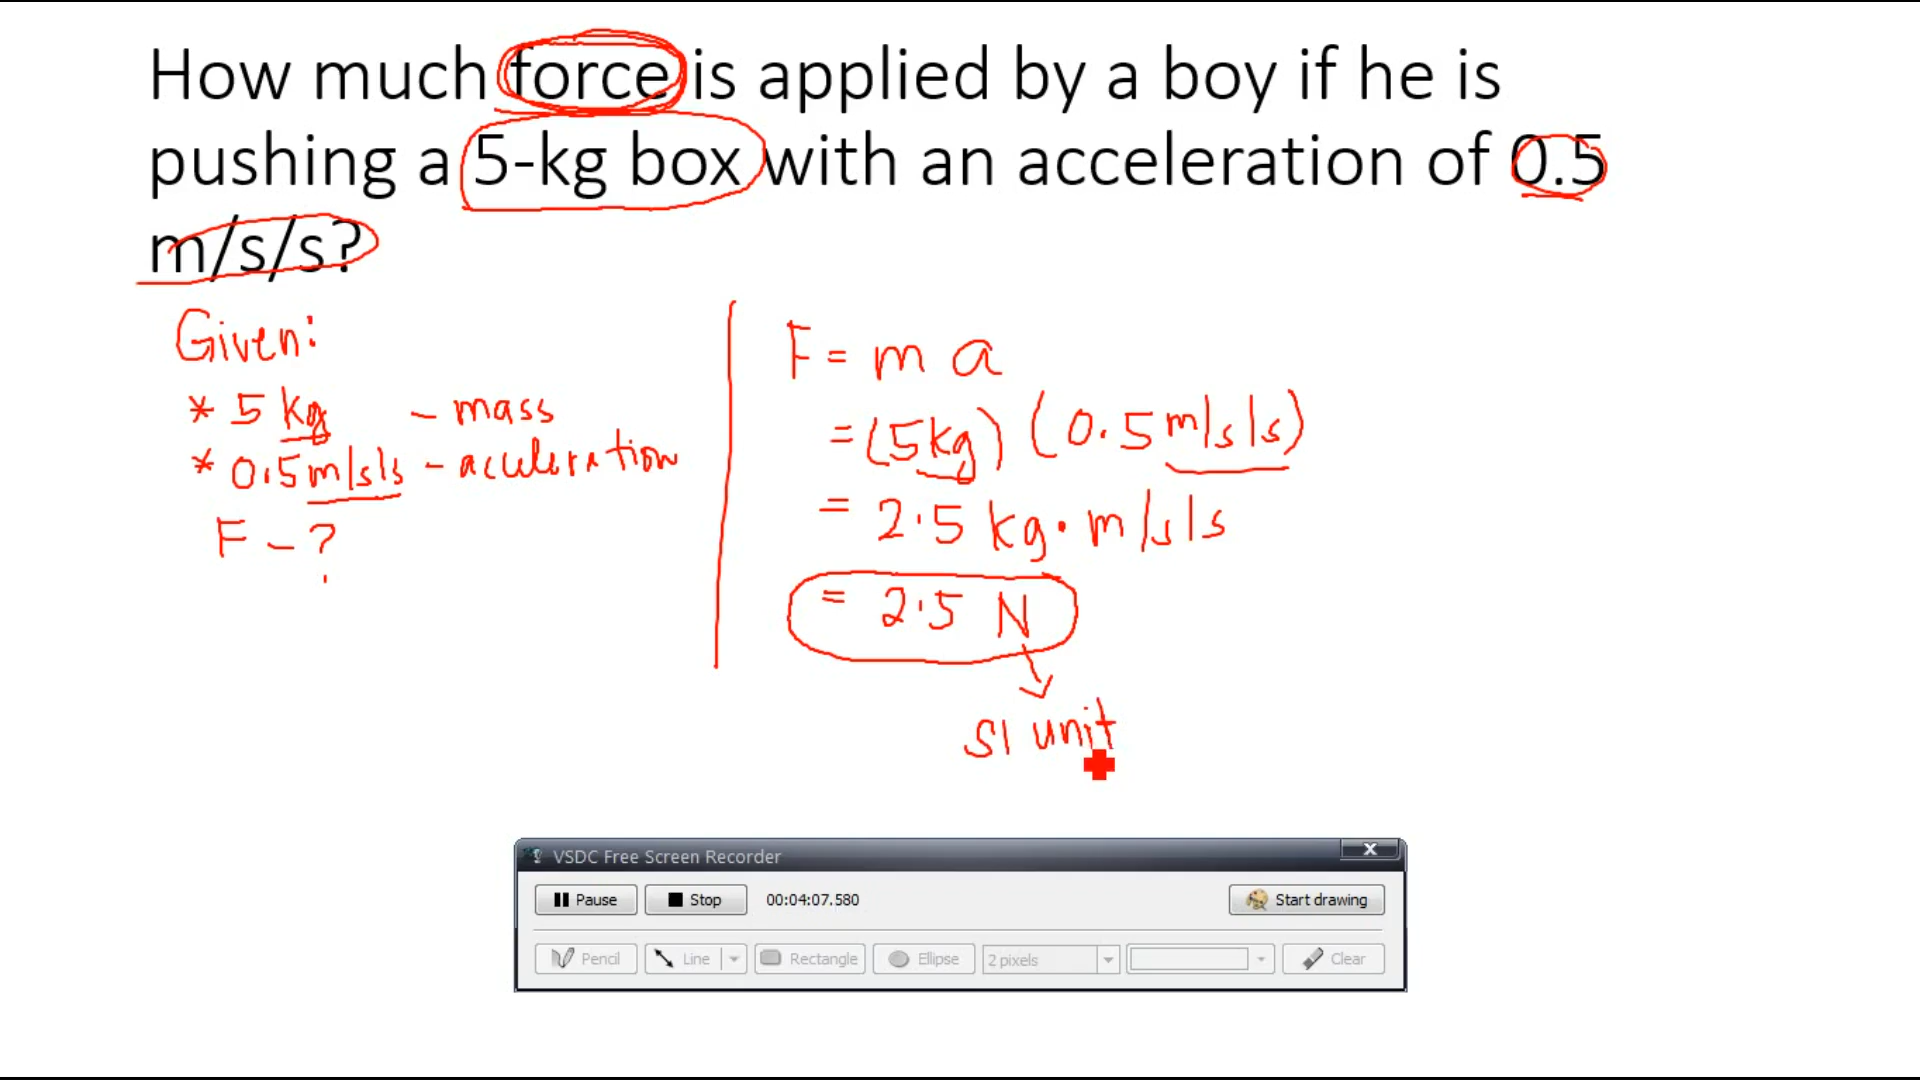 How much force is applied by a boy if he is
pushing a 5-kg box with an acceleration of 0.5
m/s/s?
Given:
* 5 kg - mass
* 0.5 m/s/s - acceleration
F - ?
F = m a
= (5kg) (0.5 m/s/s)
= 2.5 kg · m/s/s
= 2.5 N
SI unit
VSDC Free Screen Recorder
Pause Stop 00:04:07.580 Start drawing
Pencil Line Rectangle Ellipse 2 pixels Clear